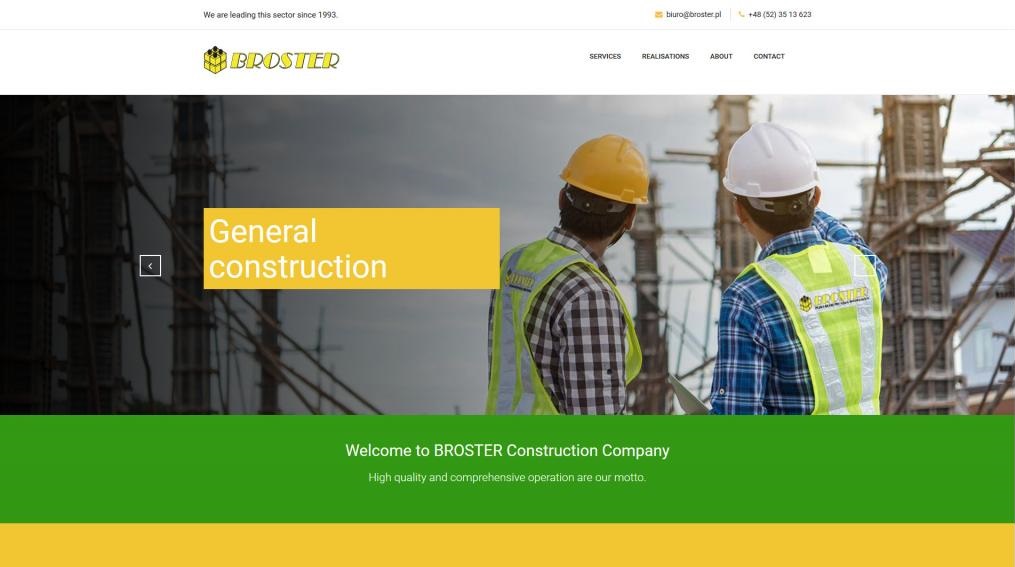 We are leading this sector since 1993.
biuro@broster.pl
+48 (52) 35 13 623
BROSTER
SERVICES
REALISATIONS
ABOUT
CONTACT
General
construction
BROSTER
Welcome to BROSTER Construction Company
High quality and comprehensive operation are our motto.